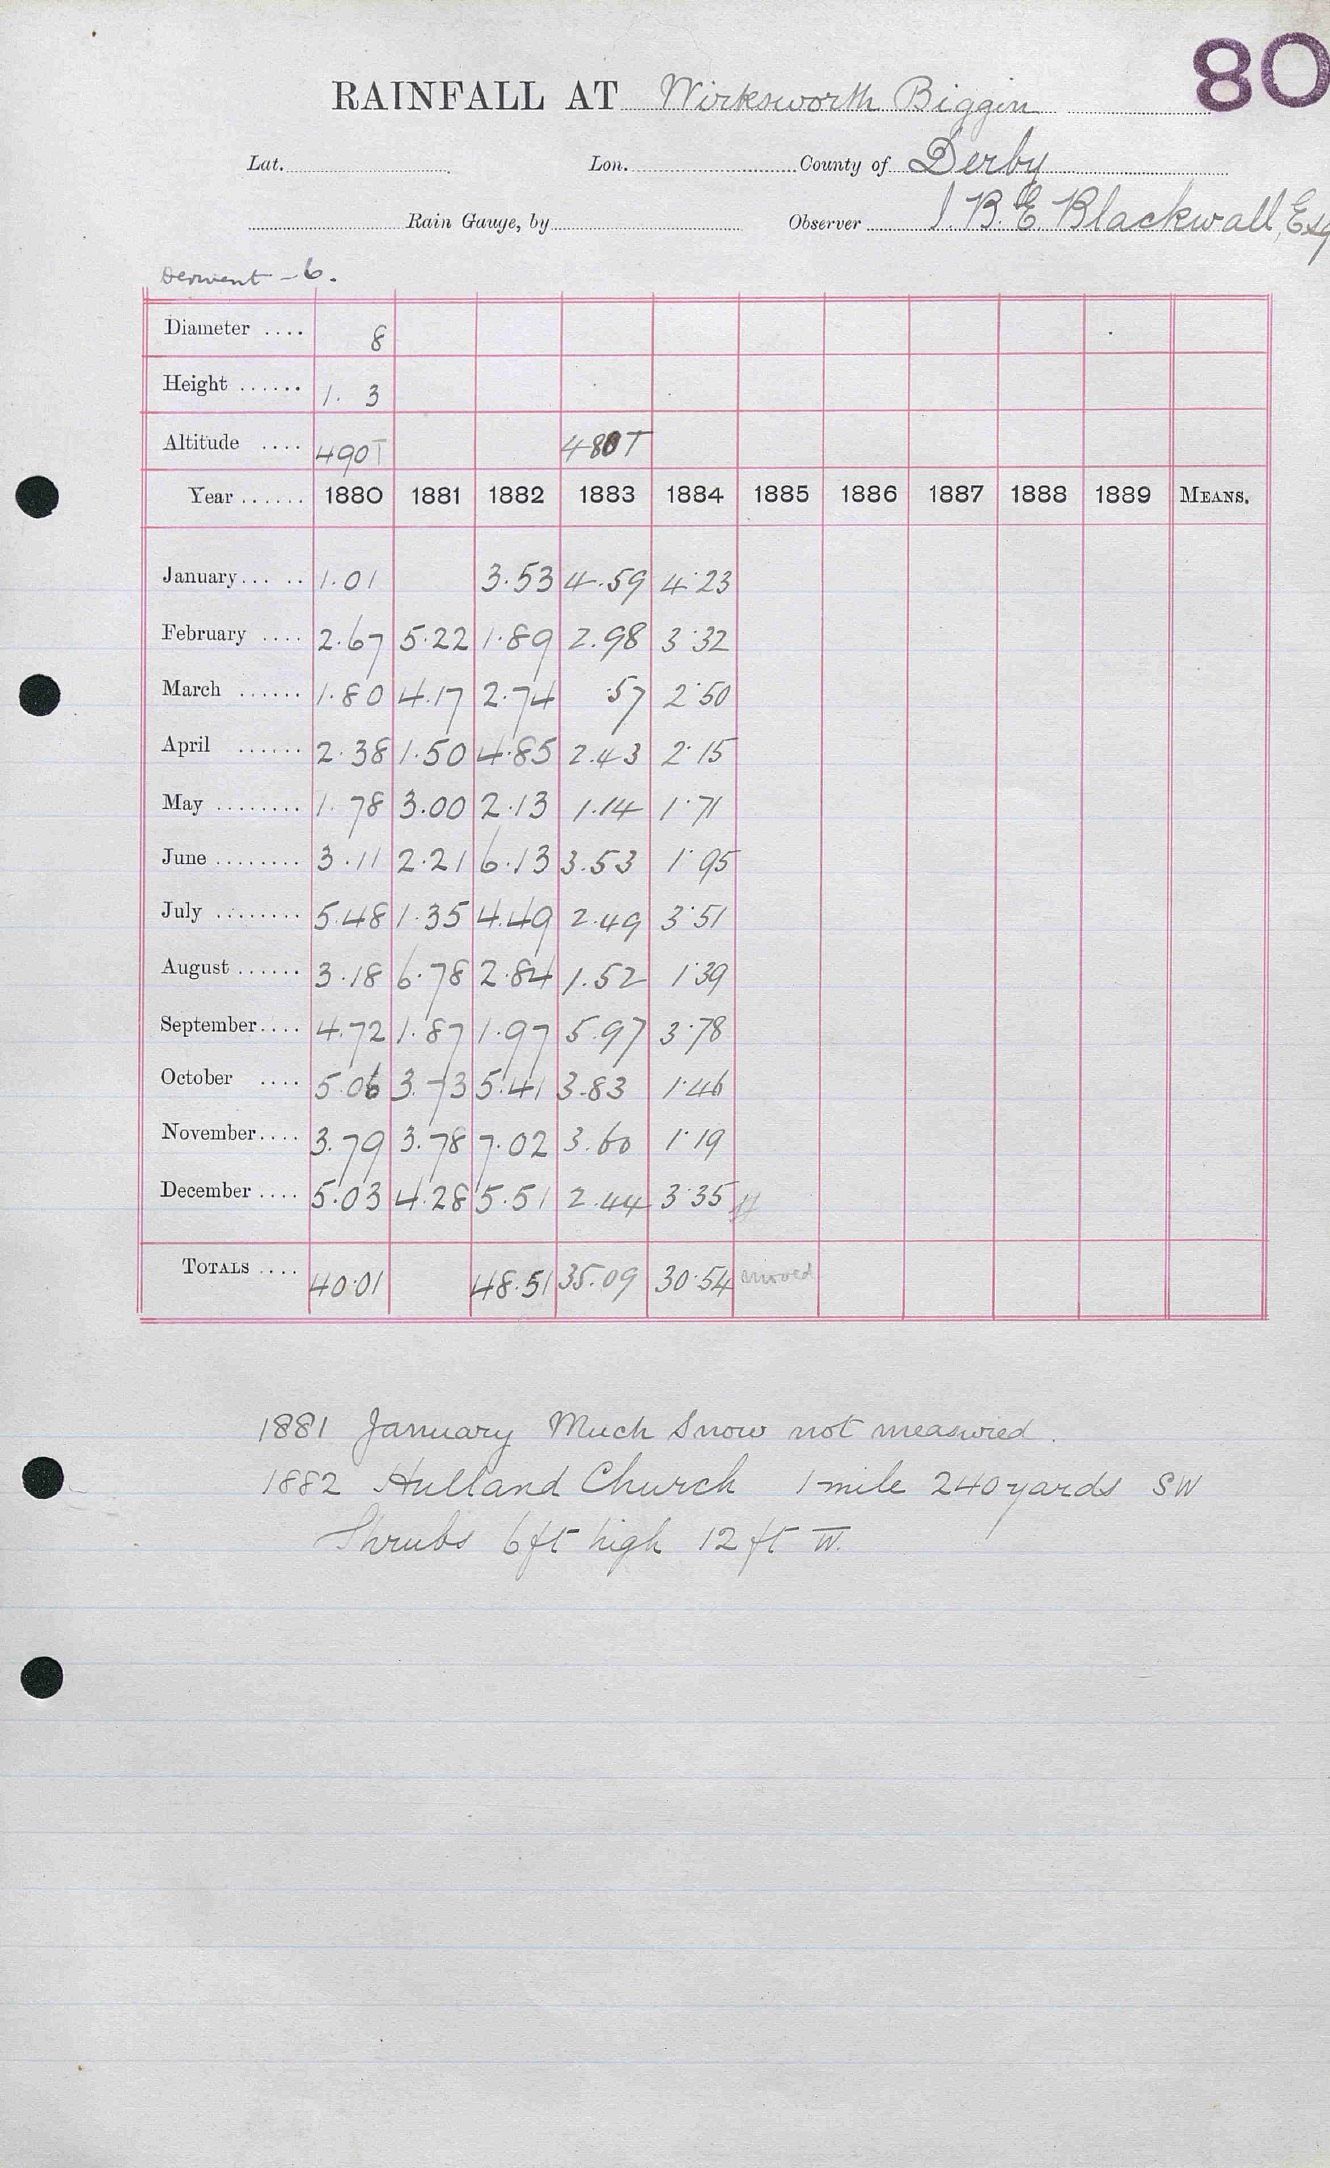 80
RAINFALL AT Wirksworth Biggin
Lat. Lon. County of Derby
Rain Gauge, by Observer J. B. E. Blackwall, Esq
Derwent - 6.
Diameter .... 8
Height ...... 1. 3
Altitude .... 490T 480T
Year ...... 1880 1881 1882 1883 1884 1885 1886 1887 1888 1889 MEANS.
January... .. 1.01 3.53 4.59 4.23
February .... 2.67 5.22 1.89 2.98 3.32
March ...... 1.80 4.17 2.74 .57 2.50
April ...... 2.38 1.50 4.85 2.43 2.15
May ........ 1.78 3.00 2.13 1.14 1.71
June ........ 3.11 2.21 6.13 3.53 1.95
July ........ 5.48 1.35 4.49 2.49 3.51
August ...... 3.18 6.78 2.84 1.52 1.39
September.... 4.72 1.87 1.97 5.97 3.78
October .... 5.06 3.73 5.41 3.83 1.46
November.... 3.79 3.78 7.02 3.60 1.19
December .... 5.03 4.28 5.51 2.44 3.35
TOTALS .... 40.01 48.51 35.09 30.54 moved
1881 January Much Snow not measured.
1882 Hulland Church 1 mile 240 yards SW
Shrubs 6ft high 12 ft W.